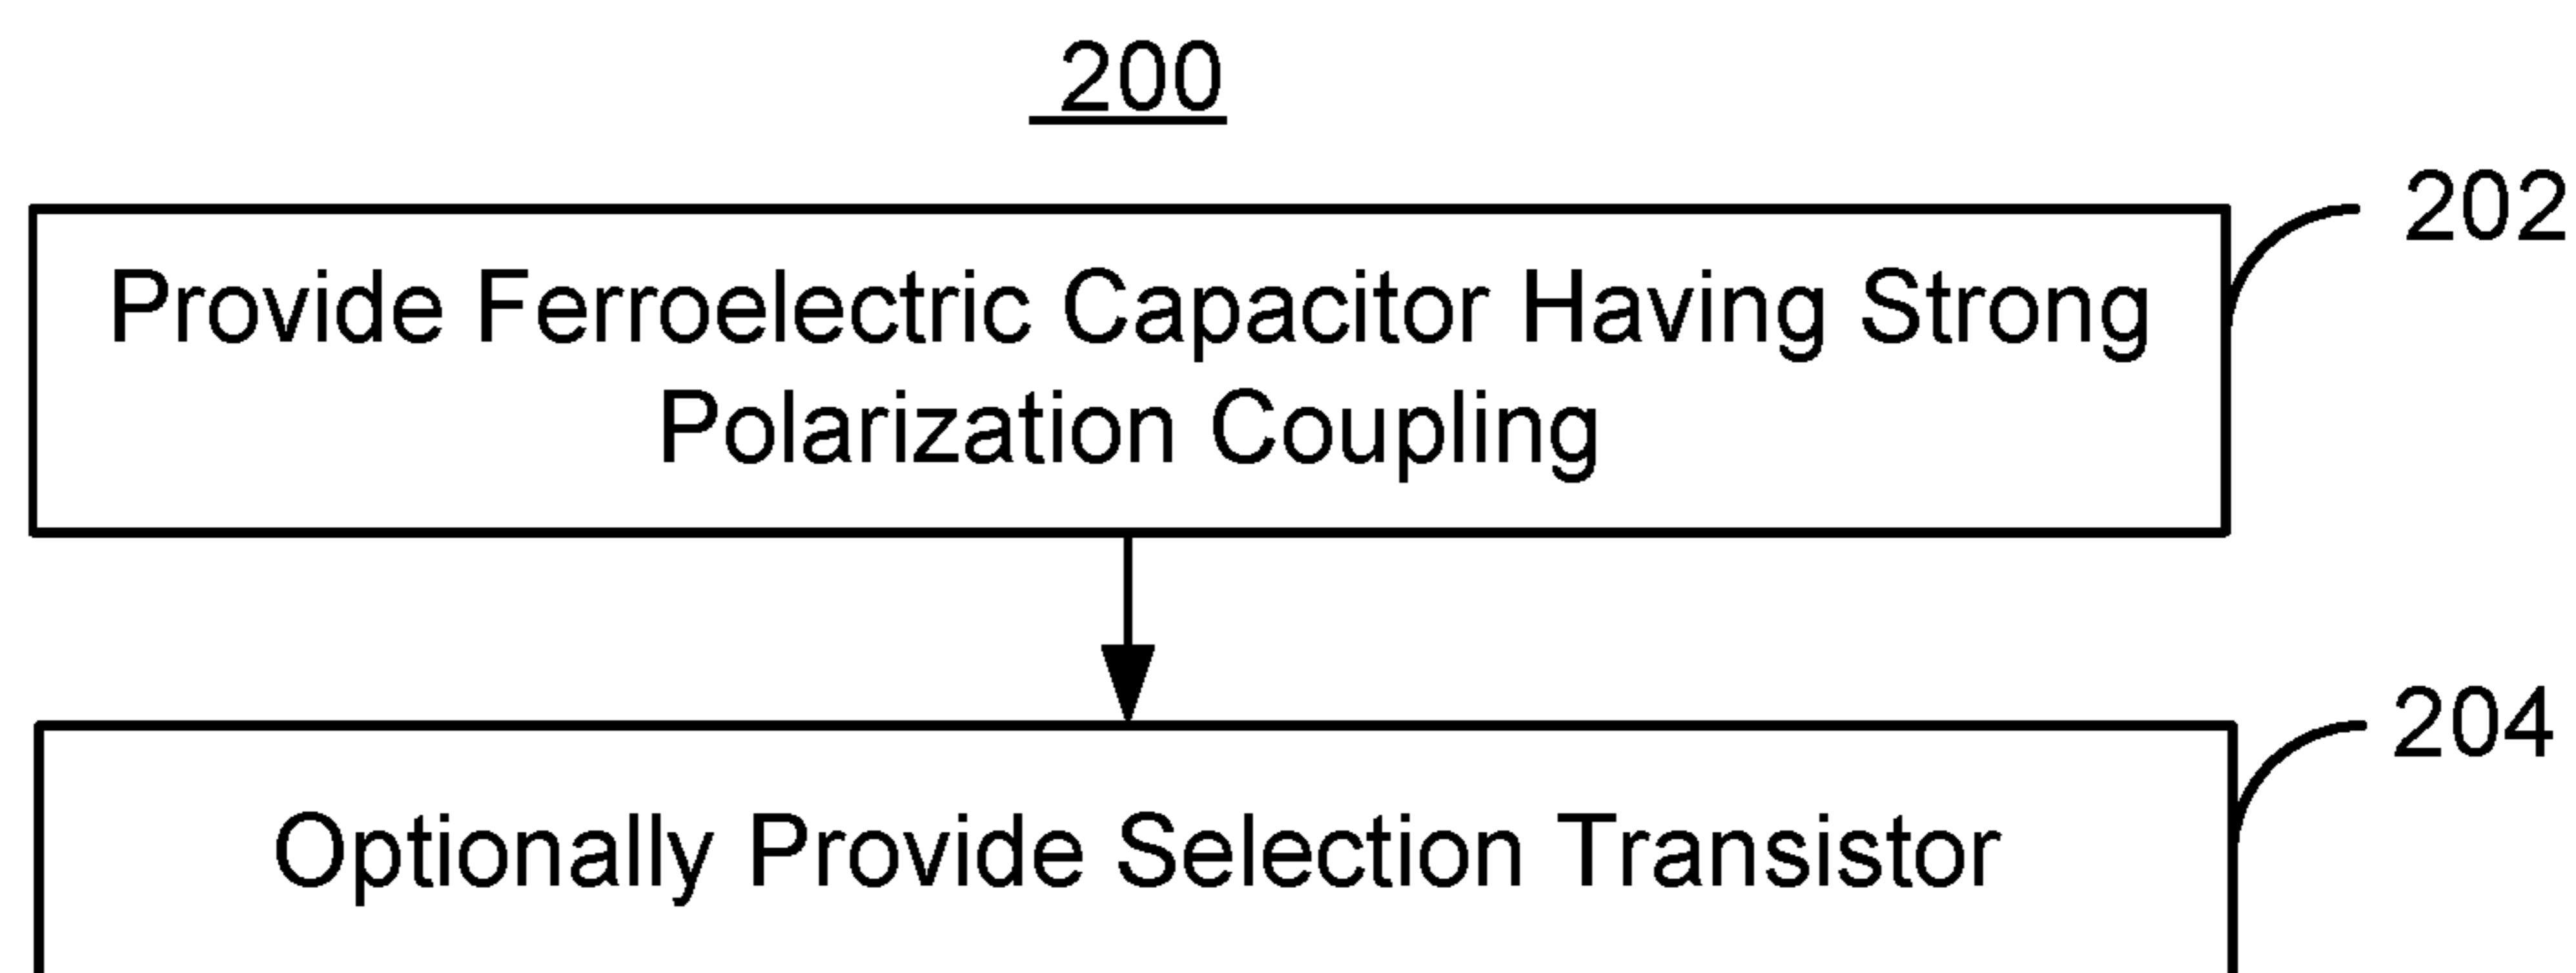 200
202
Provide Ferroelectric Capacitor Having Strong
Polarization Coupling
204
Optionally Provide Selection Transistor